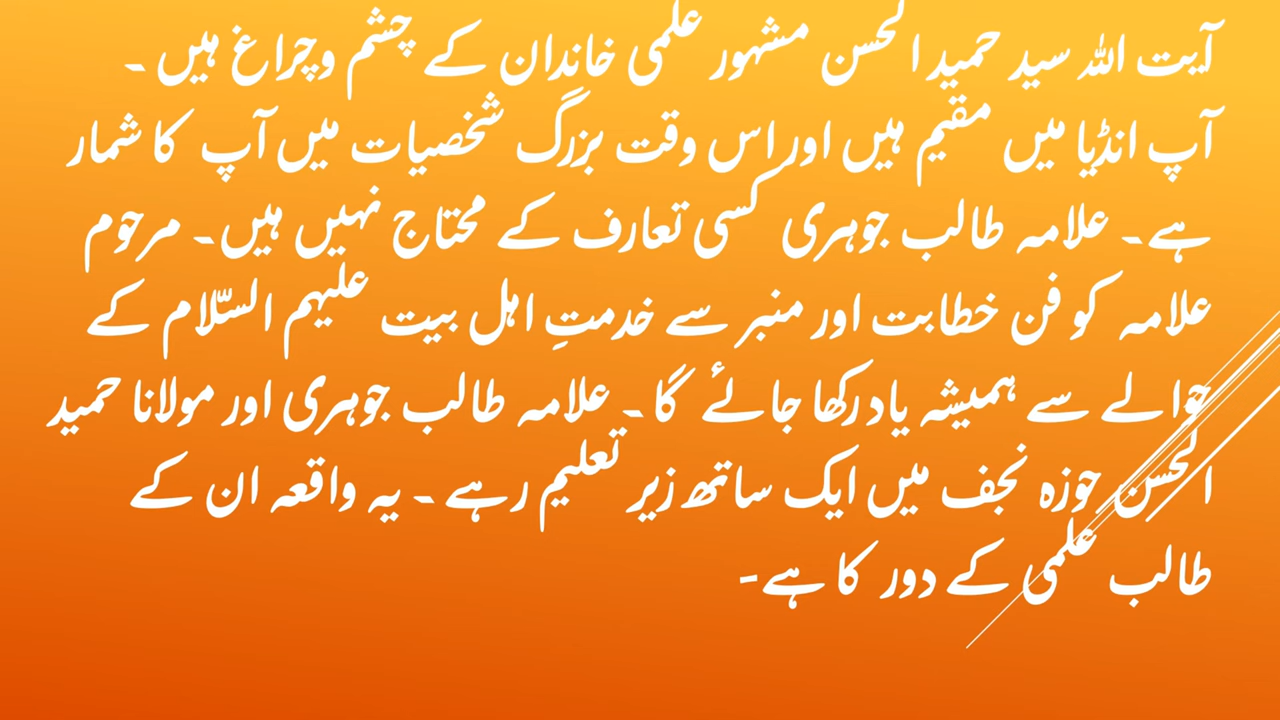 آیت اللہ سید حمید الحسن مشہور علمی خاندان کے چشم وچراغ ہیں ۔
آپ انڈیا میں مقیم ہیں اور اس وقت بزرگ شخصیات میں آپ کا شمار
ہے۔ علامہ طالب جوہری کسی تعارف کے محتاج نہیں ہیں۔ مرحوم
علامہ کو فن خطابت اور منبر سے خدمتِ اہل بیت علیہم السلّام کے
حوالے سے ہمیشہ یاد رکھا جائے گا۔ علامہ طالب جوہری اور مولانا حمید
الحسن حوزہ نجف میں ایک ساتھ زیر تعلیم رہے ۔ یہ واقعہ ان کے
طالب علمی کے دور کا ہے۔